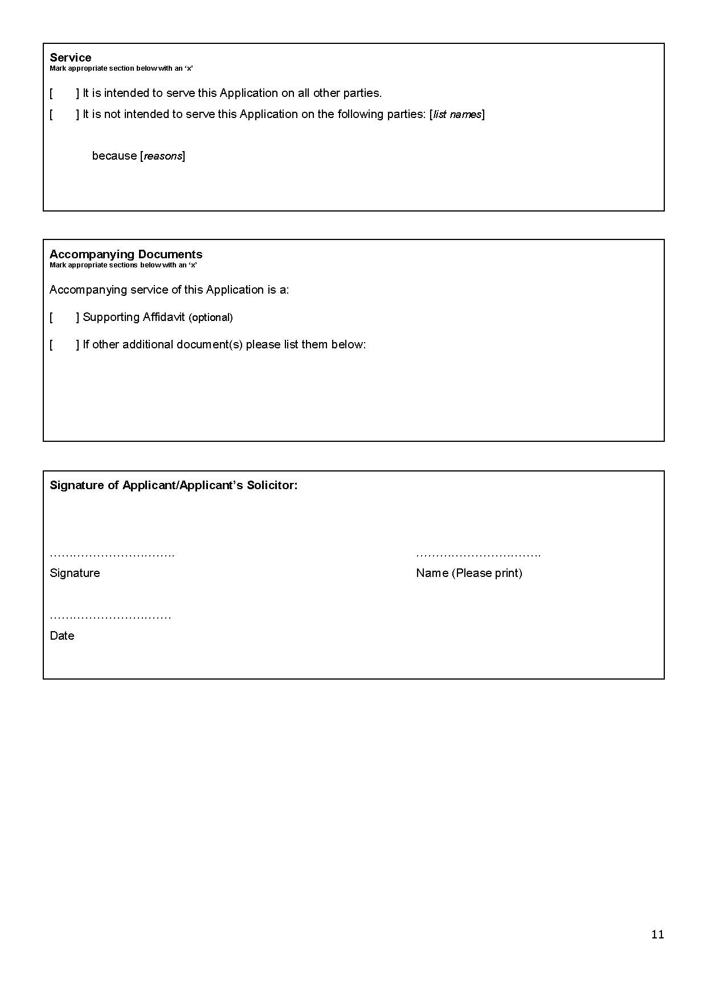 Service
Mark appropriate section below with an ‘x’
[ ] It is intended to serve this Application on all other parties.
[ ] It is not intended to serve this Application on the following parties: [list names]
because [reasons]
Accompanying Documents
Mark appropriate sections below with an ‘x’
Accompanying service of this Application is a:
[ ] Supporting Affidavit (optional)
[ ] If other additional document(s) please list them below:
Signature of Applicant/Applicant’s Solicitor:
…………………………. ………………………….
Signature Name (Please print)
………………………….
Date
11